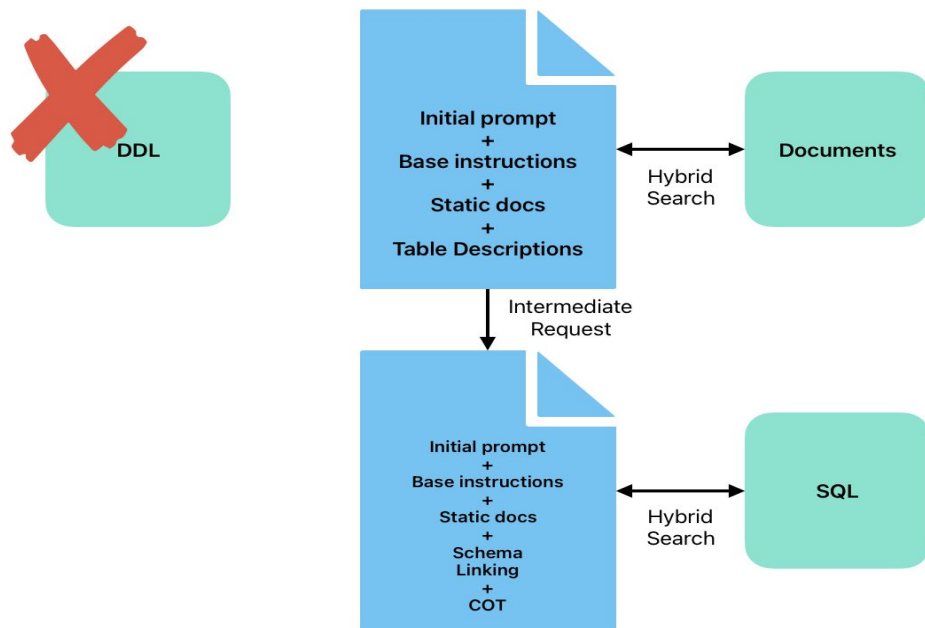 DDL
Initial prompt
+
Base instructions
+
Static docs
+
Table Descriptions
Hybrid
Search
Documents
Intermediate
Request
Initial prompt
+
Base instructions
+
Static docs
+
Schema
Linking
+
COT
Hybrid
Search
SQL